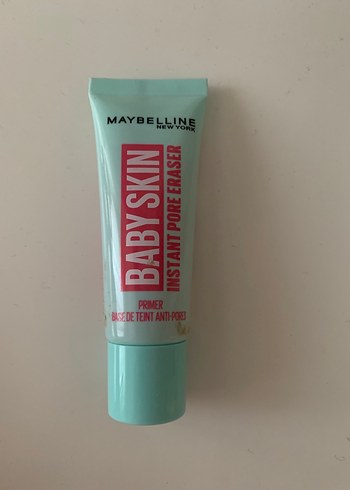 MAYBELLINE
NEW YORK
BABY SKIN
INSTANT PORE ERASER
PRIMER
BASE DE TEINT ANTI-PORES